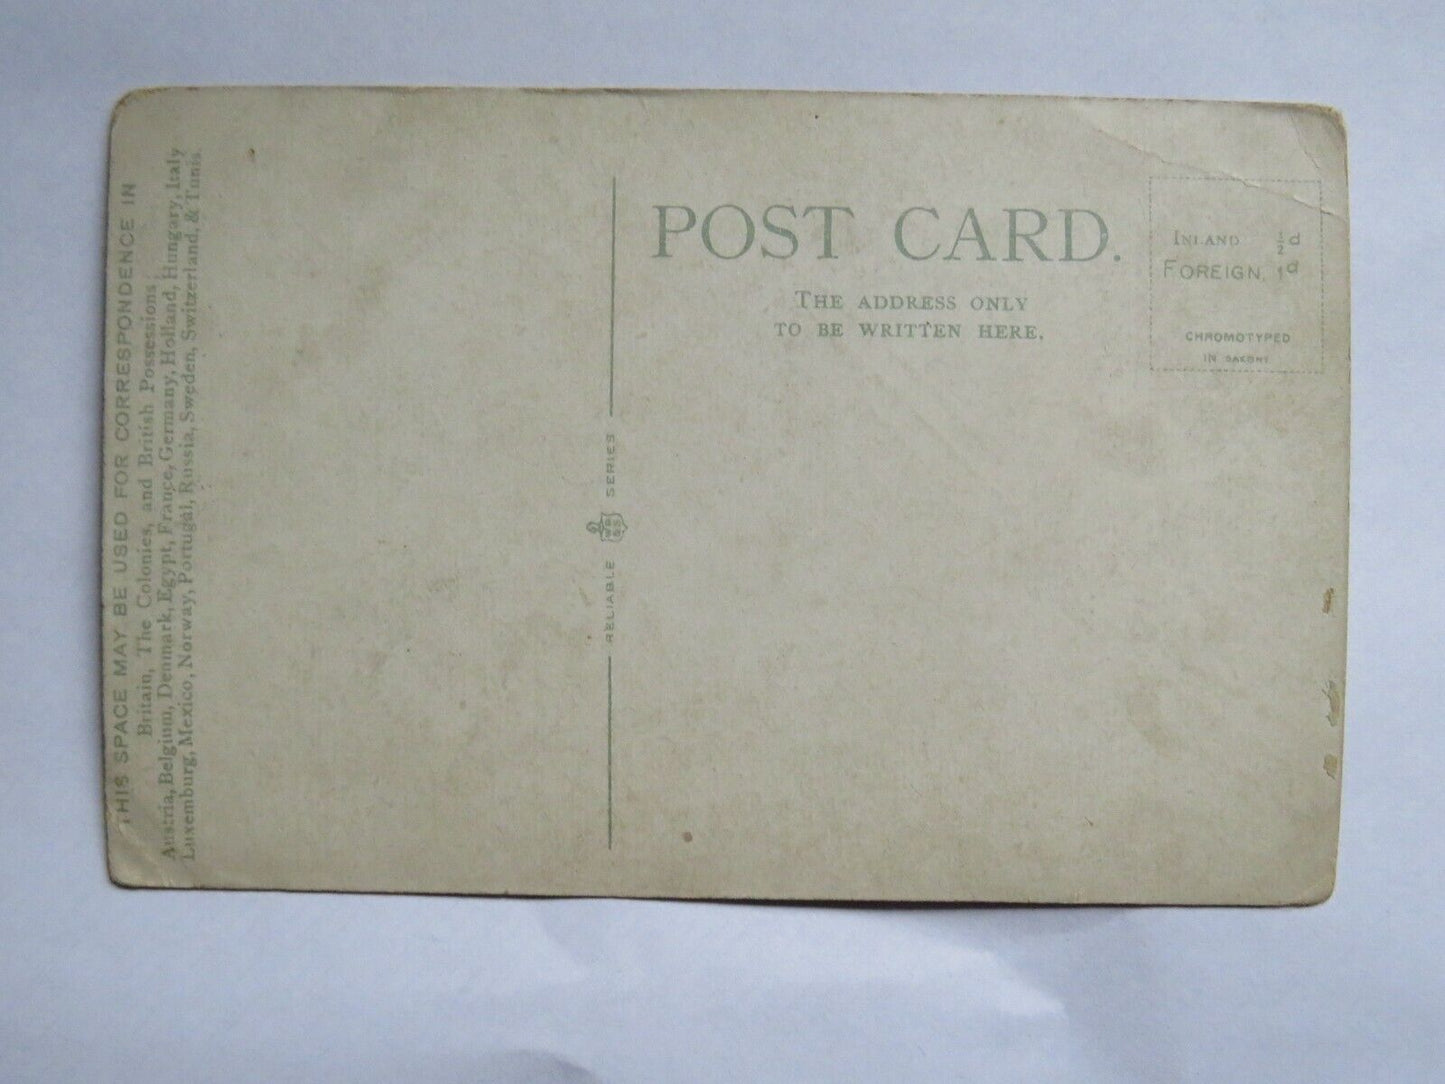 THIS SPACE MAY BE USED FOR CORRESPONDENCE IN
Britain, The Colonies, and British Possessions
Austria, Belgium, Denmark, Egypt, France, Germany, Holland, Hungary, Italy
Luxemburg, Mexico, Norway, Portugal, Russia, Sweden, Switzerland, & Tunis.
RELIABLE WR&S SERIES
POST CARD.
THE ADDRESS ONLY
TO BE WRITTEN HERE.
INLAND ½d
FOREIGN, 1d
CHROMOTYPED
IN SAXONY